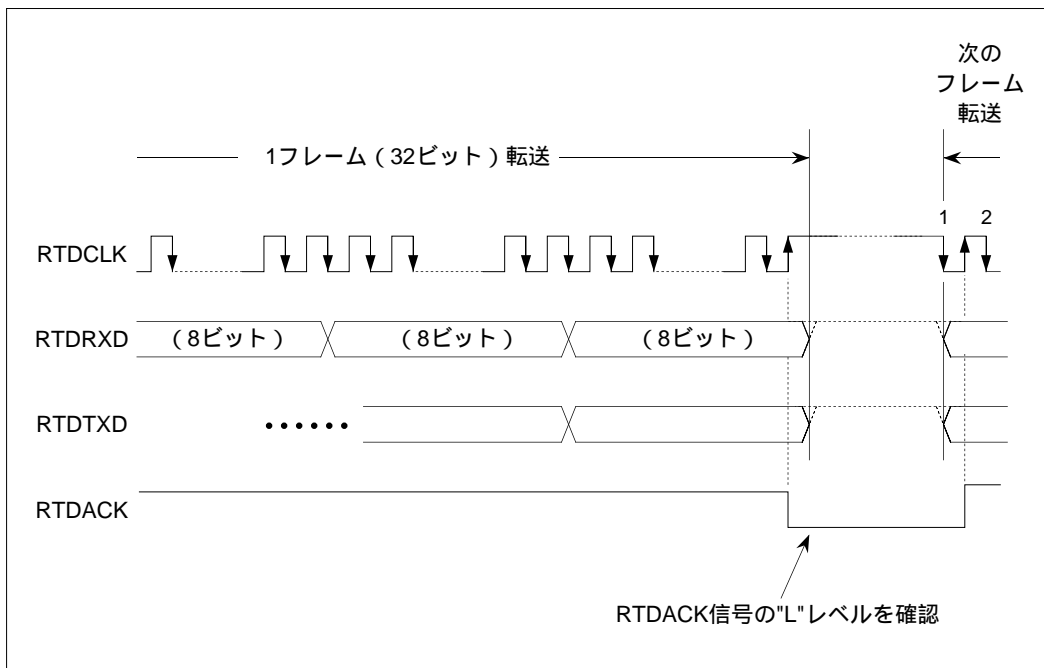 次の
フレーム
転送
1フレーム（32ビット）転送
1 2
RTDCLK
RTDRXD （8ビット） （8ビット） （8ビット）
RTDTXD ••••••
RTDACK
RTDACK信号の"L"レベルを確認